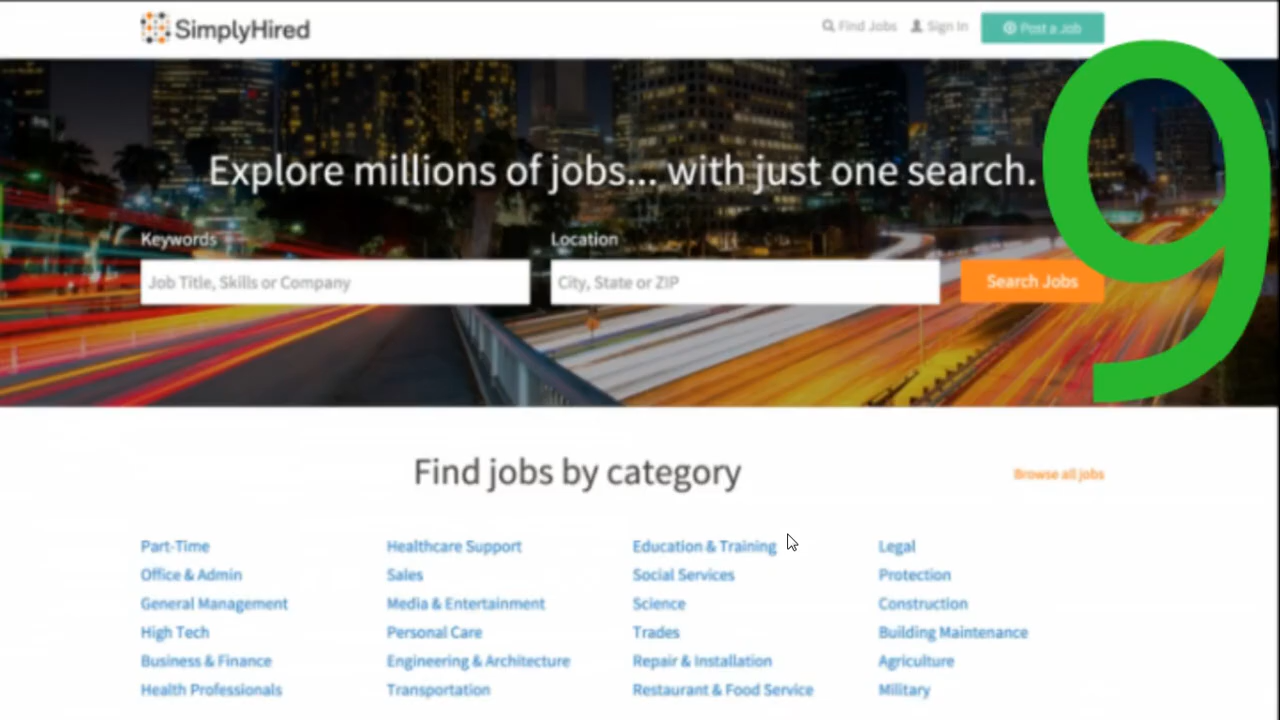 SimplyHired
Find Jobs Sign In Post a Job
9
Explore millions of jobs... with just one search.
Keywords Location
Job Title, Skills or Company City, State or ZIP Search Jobs
Find jobs by category Browse all jobs
Part-Time Healthcare Support Education & Training Legal
Office & Admin Sales Social Services Protection
General Management Media & Entertainment Science Construction
High Tech Personal Care Trades Building Maintenance
Business & Finance Engineering & Architecture Repair & Installation Agriculture
Health Professionals Transportation Restaurant & Food Service Military